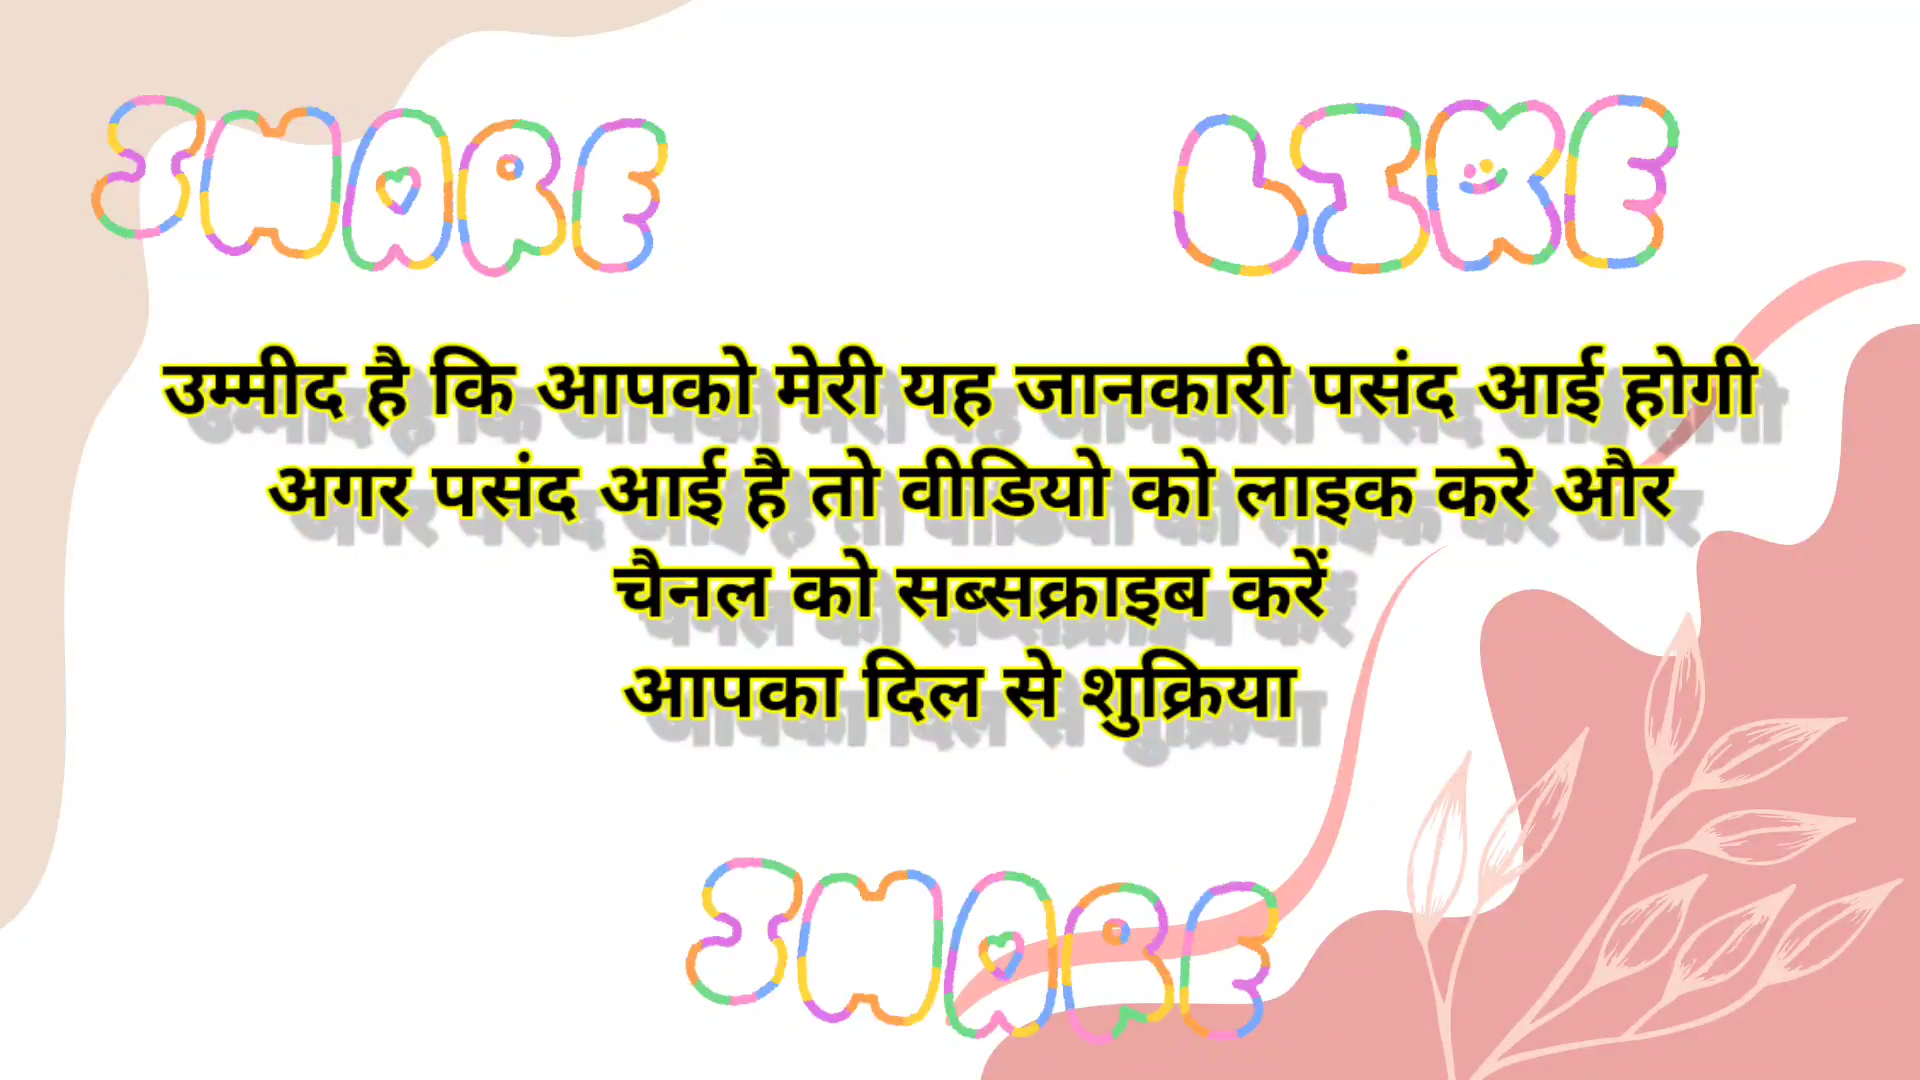 SHARE
LIKE
उम्मीद है कि आपको मेरी यह जानकारी पसंद आई होगी
अगर पसंद आई है तो वीडियो को लाइक करे और
चैनल को सब्सक्राइब करें
आपका दिल से शुक्रिया
SHARE